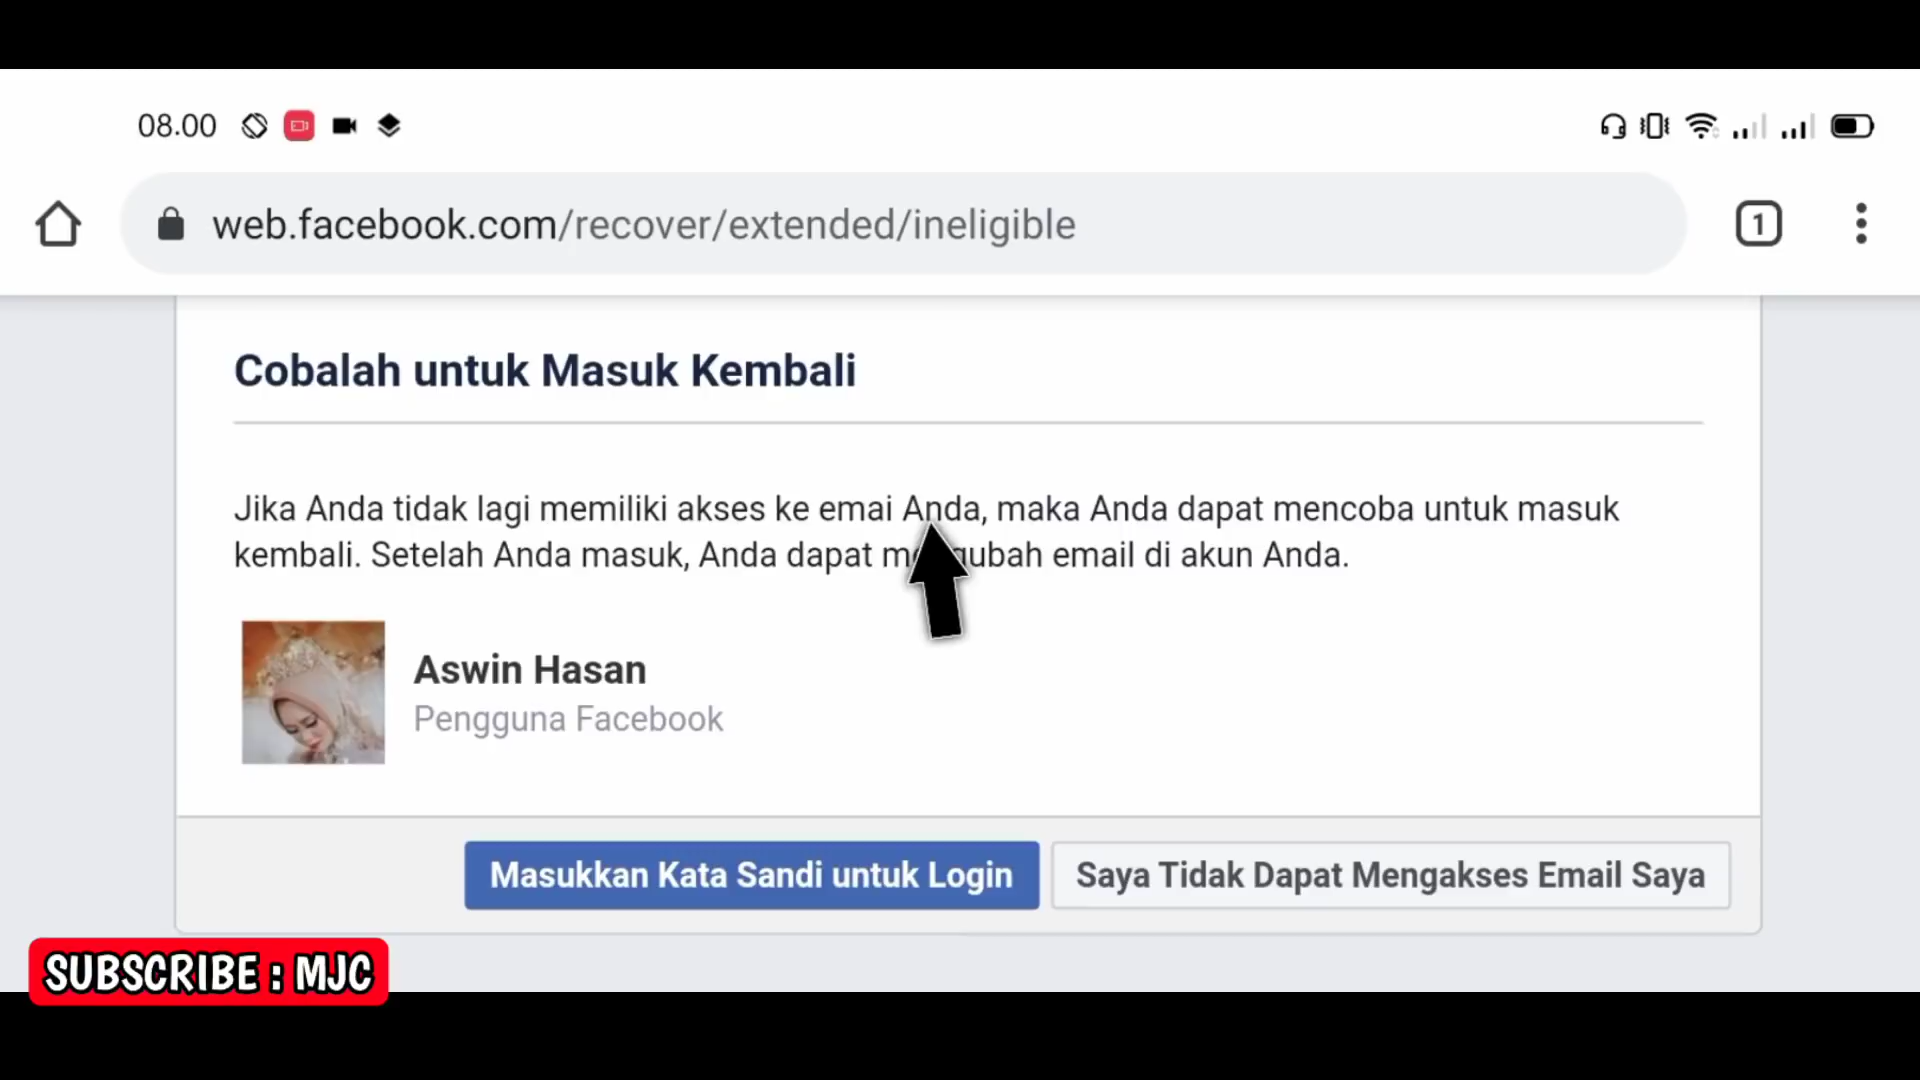 08.00
web.facebook.com/recover/extended/ineligible
1
Cobalah untuk Masuk Kembali
Jika Anda tidak lagi memiliki akses ke emai Anda, maka Anda dapat mencoba untuk masuk
kembali. Setelah Anda masuk, Anda dapat mengubah email di akun Anda.
Aswin Hasan
Pengguna Facebook
Masukkan Kata Sandi untuk Login
Saya Tidak Dapat Mengakses Email Saya
SUBSCRIBE : MJC